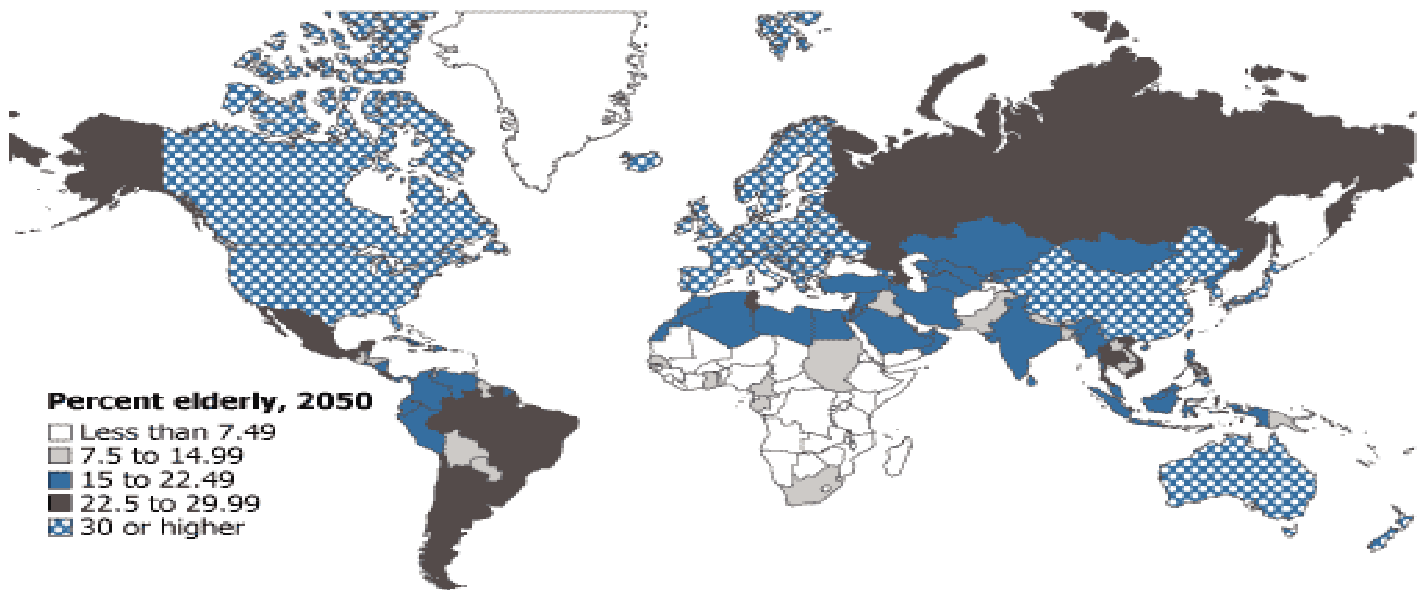 Percent elderly, 2050
Less than 7.49
7.5 to 14.99
15 to 22.49
22.5 to 29.99
30 or higher